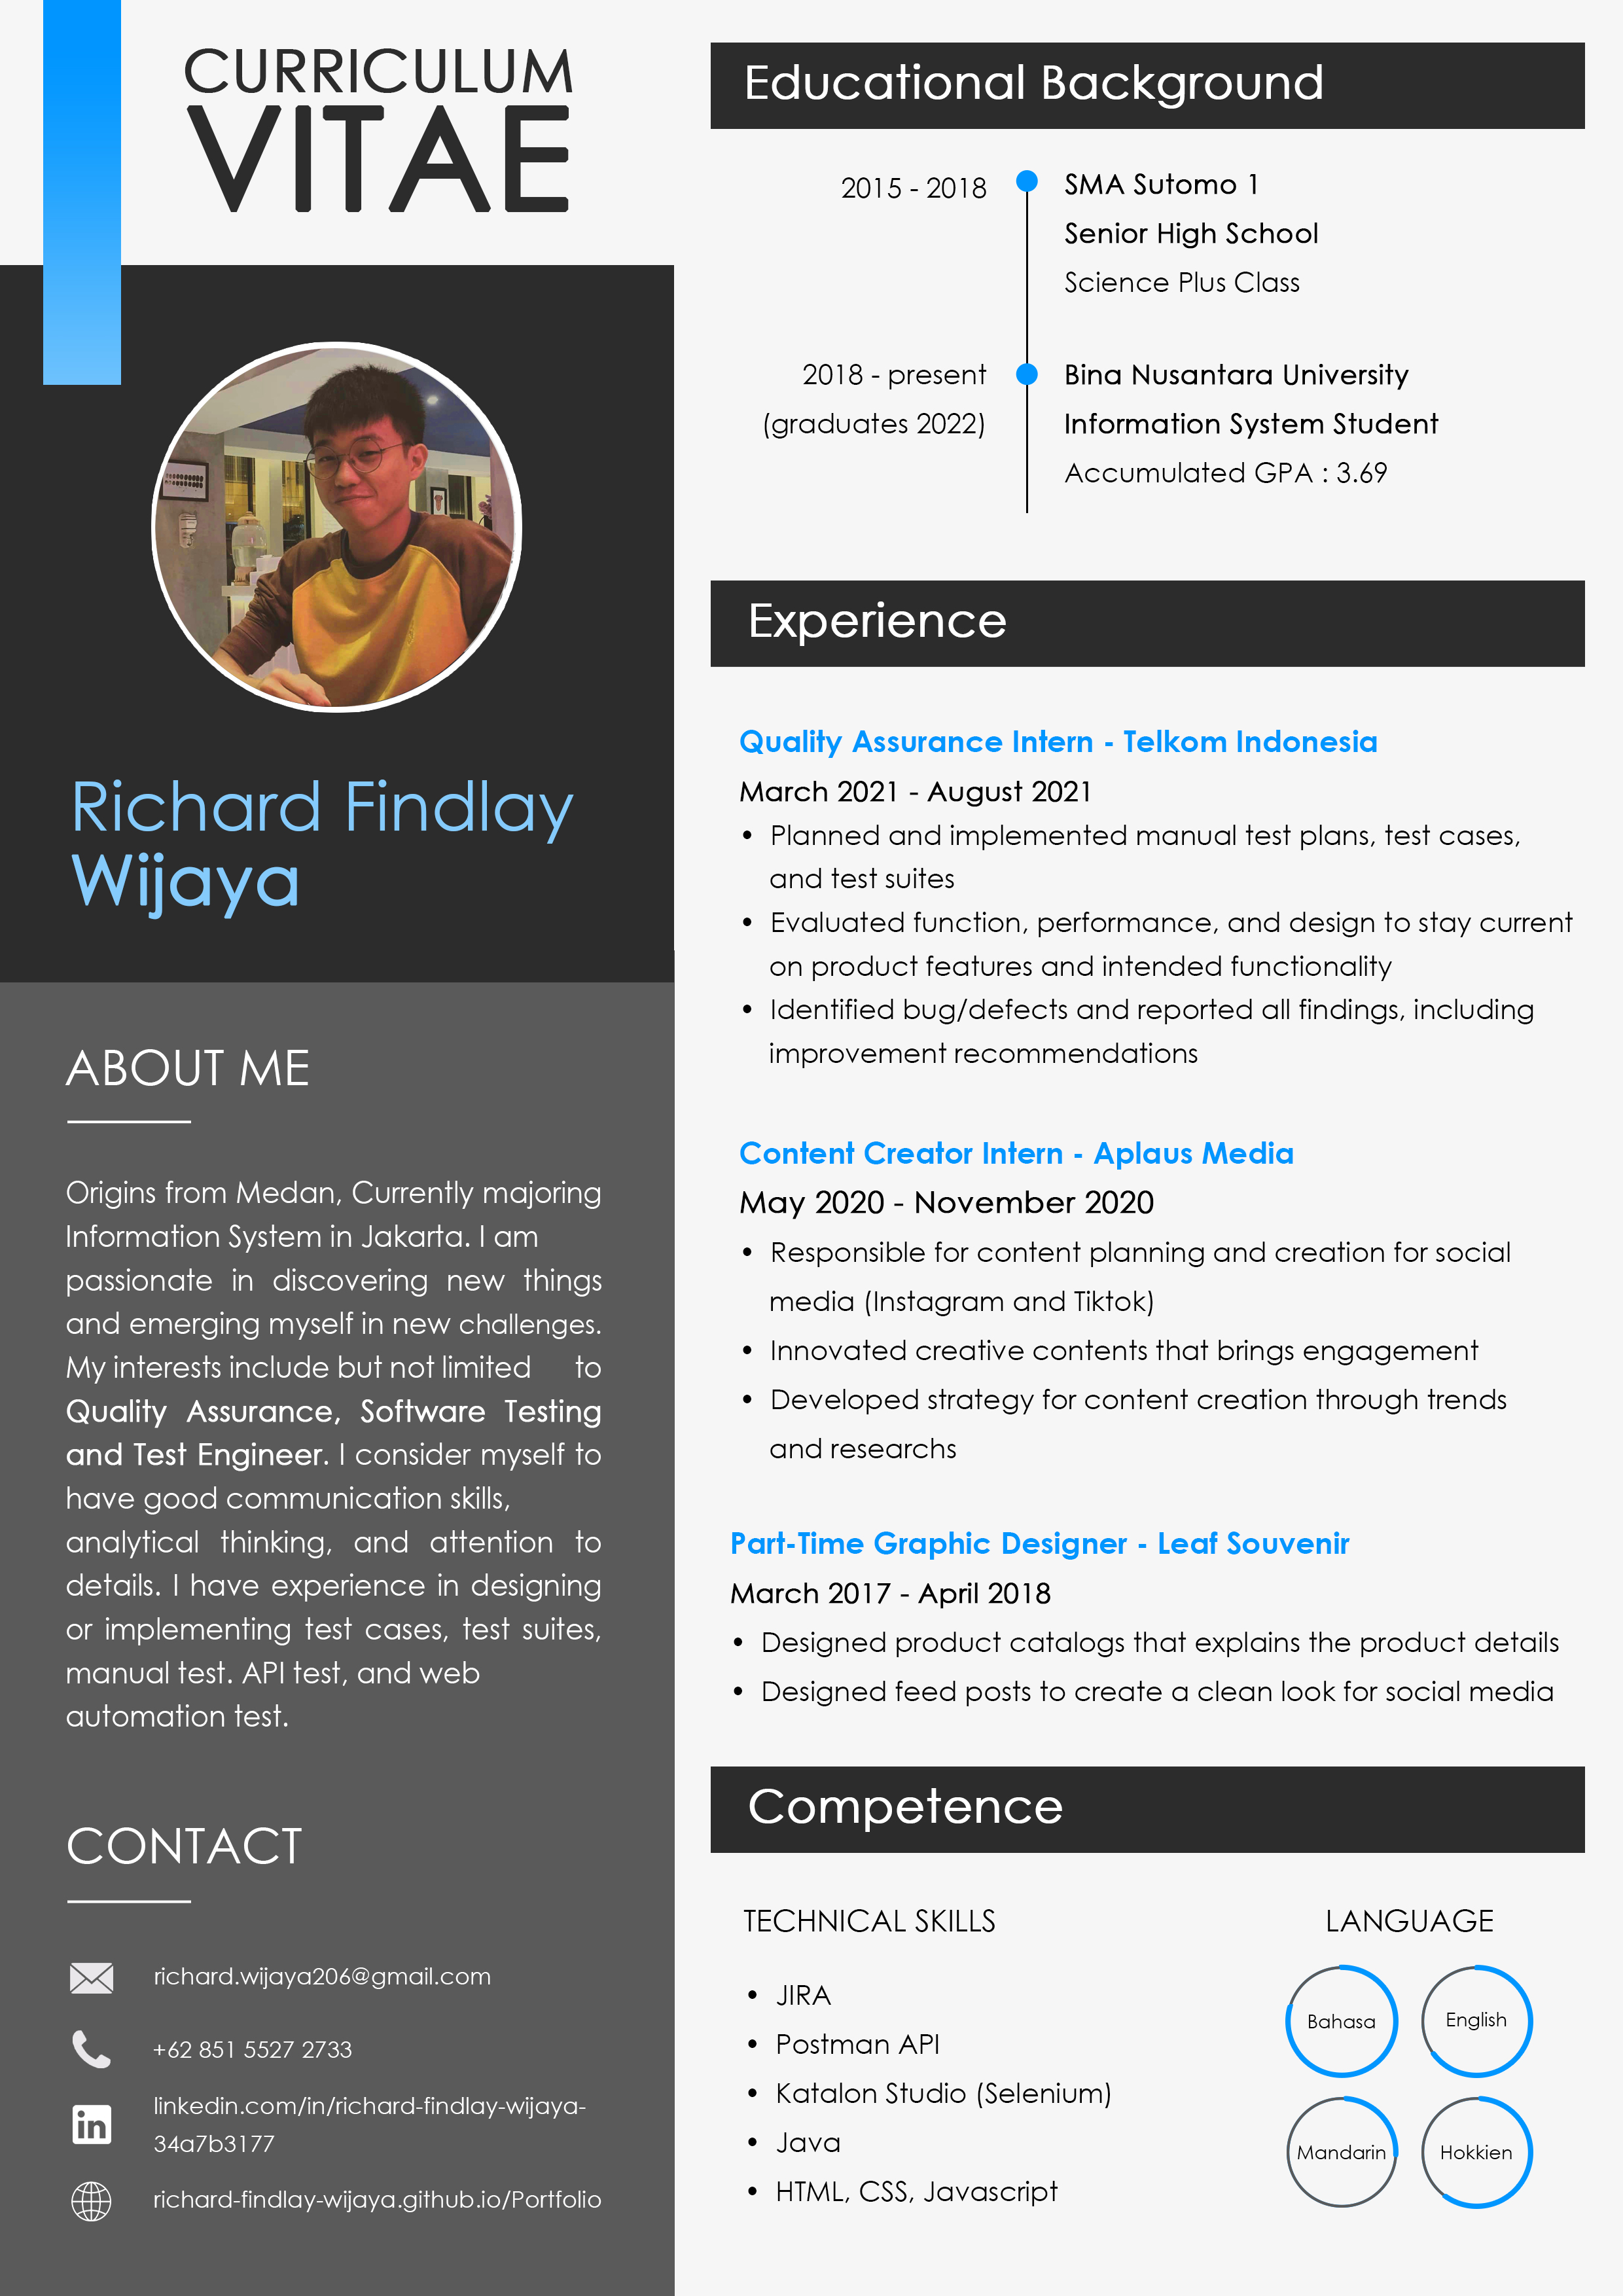 CURRICULUM
VITAE
Richard Findlay
Wijaya
ABOUT ME
Origins from Medan, Currently majoring
Information System in Jakarta. I am
passionate in discovering new things
and emerging myself in new challenges.
My interests include but not limited to
Quality Assurance, Software Testing
and Test Engineer. I consider myself to
have good communication skills,
analytical thinking, and attention to
details. I have experience in designing
or implementing test cases, test suites,
manual test. API test, and web
automation test.
CONTACT
richard.wijaya206@gmail.com
+62 851 5527 2733
in
linkedin.com/in/richard-findlay-wijaya-
34a7b3177
richard-findlay-wijaya.github.io/Portfolio
Educational Background
2015 - 2018
SMA Sutomo 1
Senior High School
Science Plus Class
2018 - present
(graduates 2022)
Bina Nusantara University
Information System Student
Accumulated GPA : 3.69
Experience
Quality Assurance Intern - Telkom Indonesia
March 2021 - August 2021
• Planned and implemented manual test plans, test cases,
and test suites
• Evaluated function, performance, and design to stay current
on product features and intended functionality
• Identified bug/defects and reported all findings, including
improvement recommendations
Content Creator Intern - Aplaus Media
May 2020 - November 2020
• Responsible for content planning and creation for social
media (Instagram and Tiktok)
• Innovated creative contents that brings engagement
• Developed strategy for content creation through trends
and researchs
Part-Time Graphic Designer - Leaf Souvenir
March 2017 - April 2018
• Designed product catalogs that explains the product details
• Designed feed posts to create a clean look for social media
Competence
TECHNICAL SKILLS
• JIRA
• Postman API
• Katalon Studio (Selenium)
• Java
• HTML, CSS, Javascript
LANGUAGE
Bahasa
English
Mandarin
Hokkien